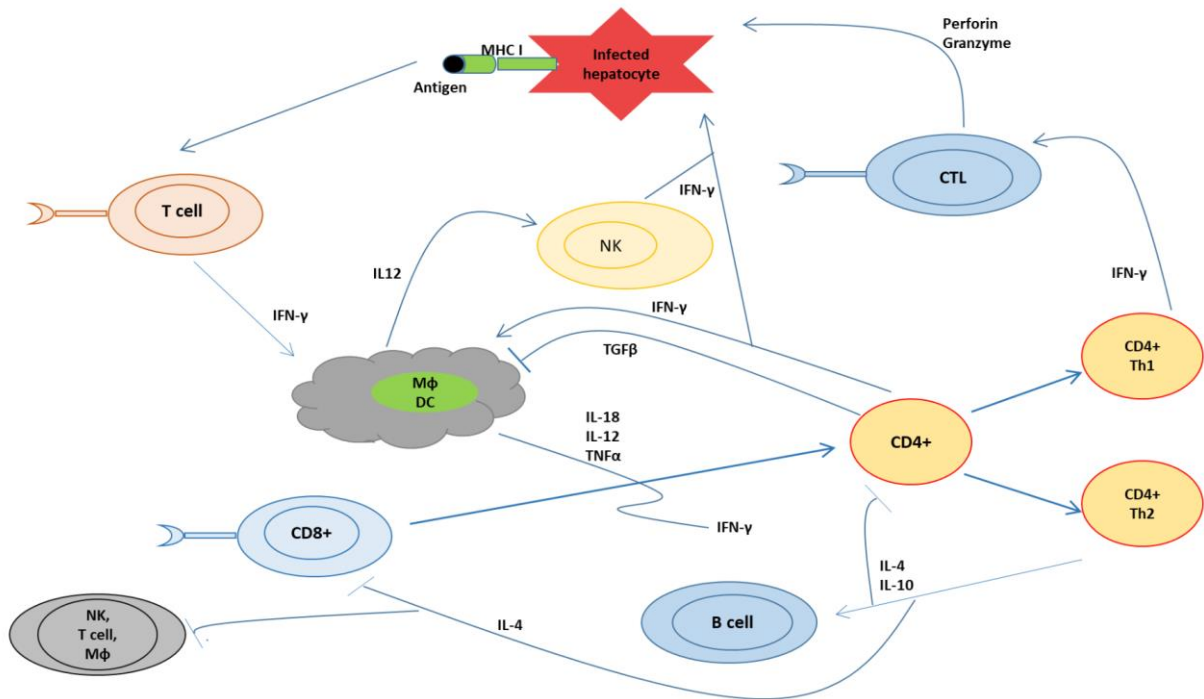 Perforin
Granzyme
MHC I
Infected
hepatocyte
Antigen
CTL
T cell
IFN-γ
NK
IL12
IFN-γ
IFN-γ
IFN-γ
TGFβ
CD4+
Th1
Mϕ
DC
IL-18
IL-12
TNFα
CD4+
CD4+
Th2
CD8+
IFN-γ
IL-4
IL-10
NK,
T cell,
Mϕ
IL-4
B cell